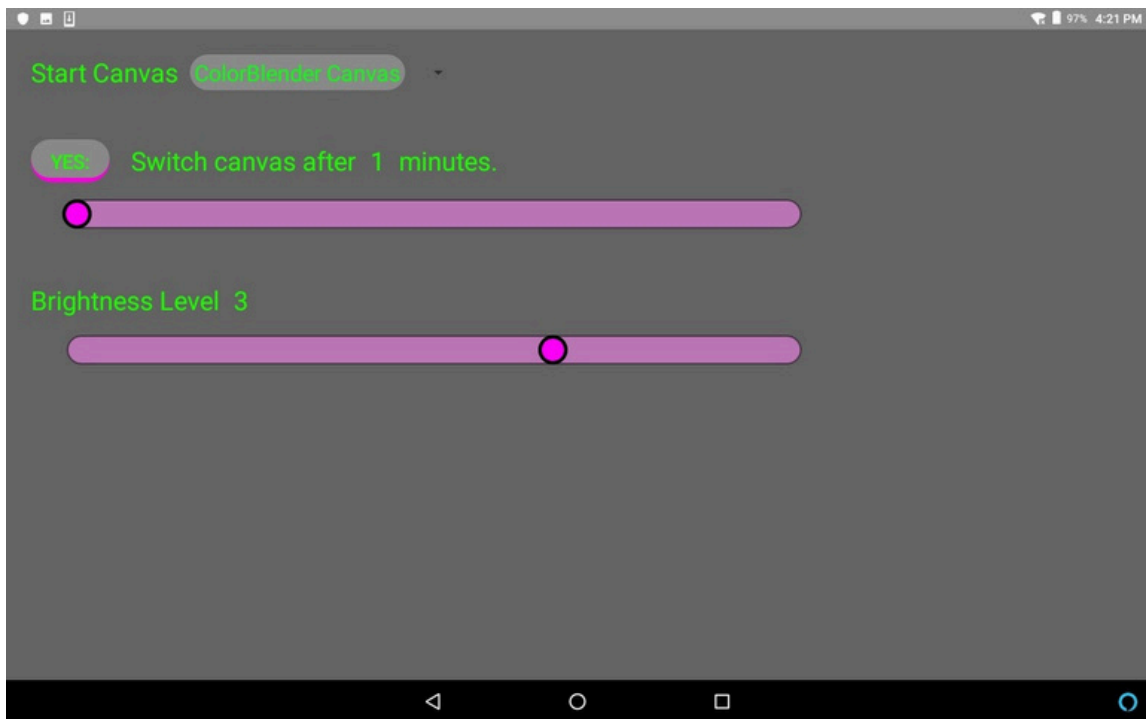 97% 4:21 PM
Start Canvas ColorBlender Canvas
YES: Switch canvas after 1 minutes.
Brightness Level 3